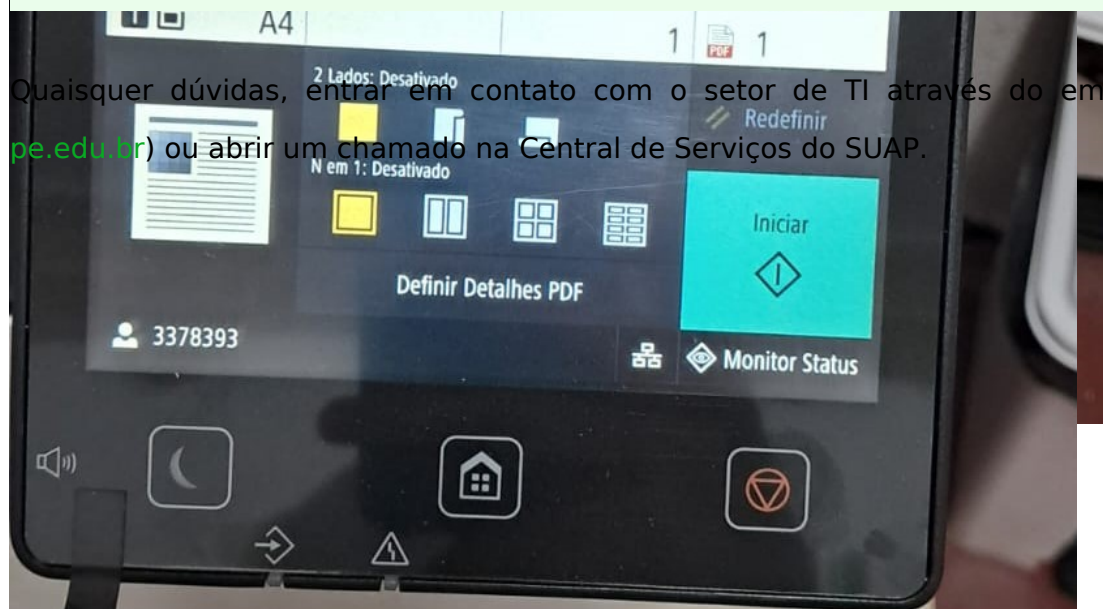 A4
1
PDF 1
2 Lados: Desativado
Quaisquer dúvidas, entrar em contato com o setor de TI através do em
Redefinir
pe.edu.br) ou abrir um chamado na Central de Serviços do SUAP.
N em 1: Desativado
Iniciar
Definir Detalhes PDF
3378393
Monitor Status